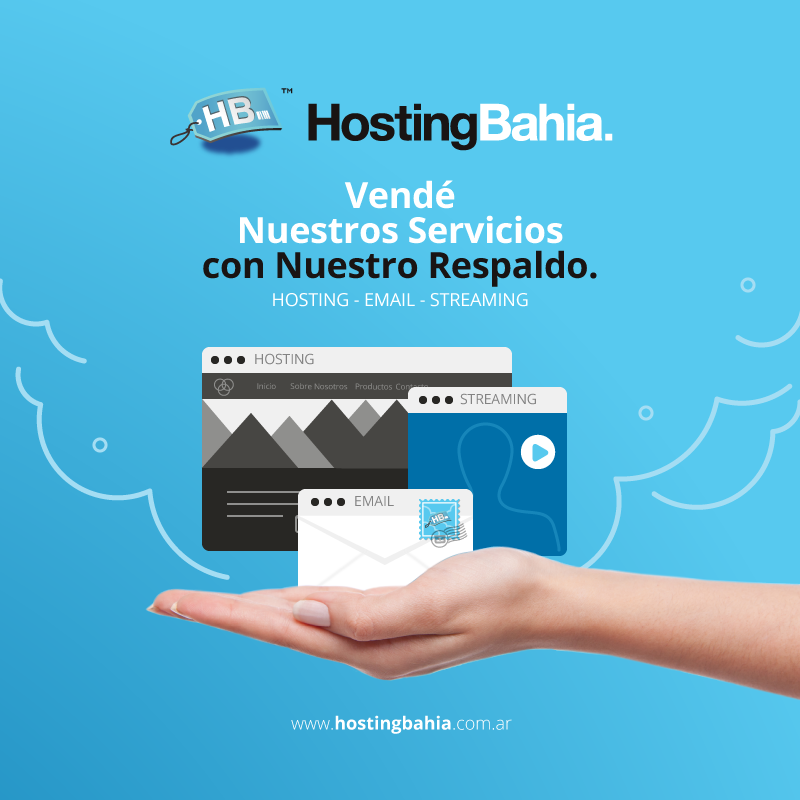 HB
™
HostingBahia.
Vendé
Nuestros Servicios
con Nuestro Respaldo.
HOSTING - EMAIL - STREAMING
HOSTING
Inicio Sobre Nosotros Productos Contacto
STREAMING
EMAIL
HB
www.hostingbahia.com.ar